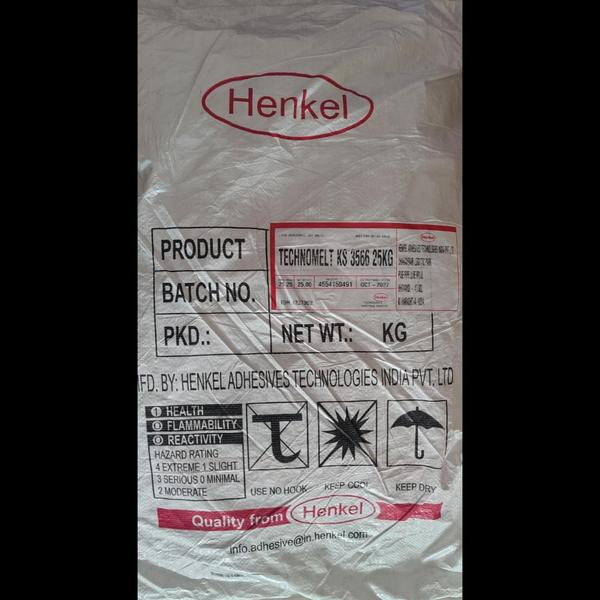 Henkel
PRODUCT
TECHNOMELT KS 3566 25KG
BATCH NO.
25.00
PKD.:
NET WT.: KG
MFD. BY: HENKEL ADHESIVES TECHNOLOGIES INDIA PVT. LTD
1 HEALTH
0 FLAMMABILITY
0 REACTIVITY
HAZARD RATING
4 EXTREME 1 SLIGHT
3 SERIOUS 0 MINIMAL
2 MODERATE
USE NO HOOK
KEEP COOL
KEEP DRY
Quality from Henkel
info.adhesive@in.henkel.com